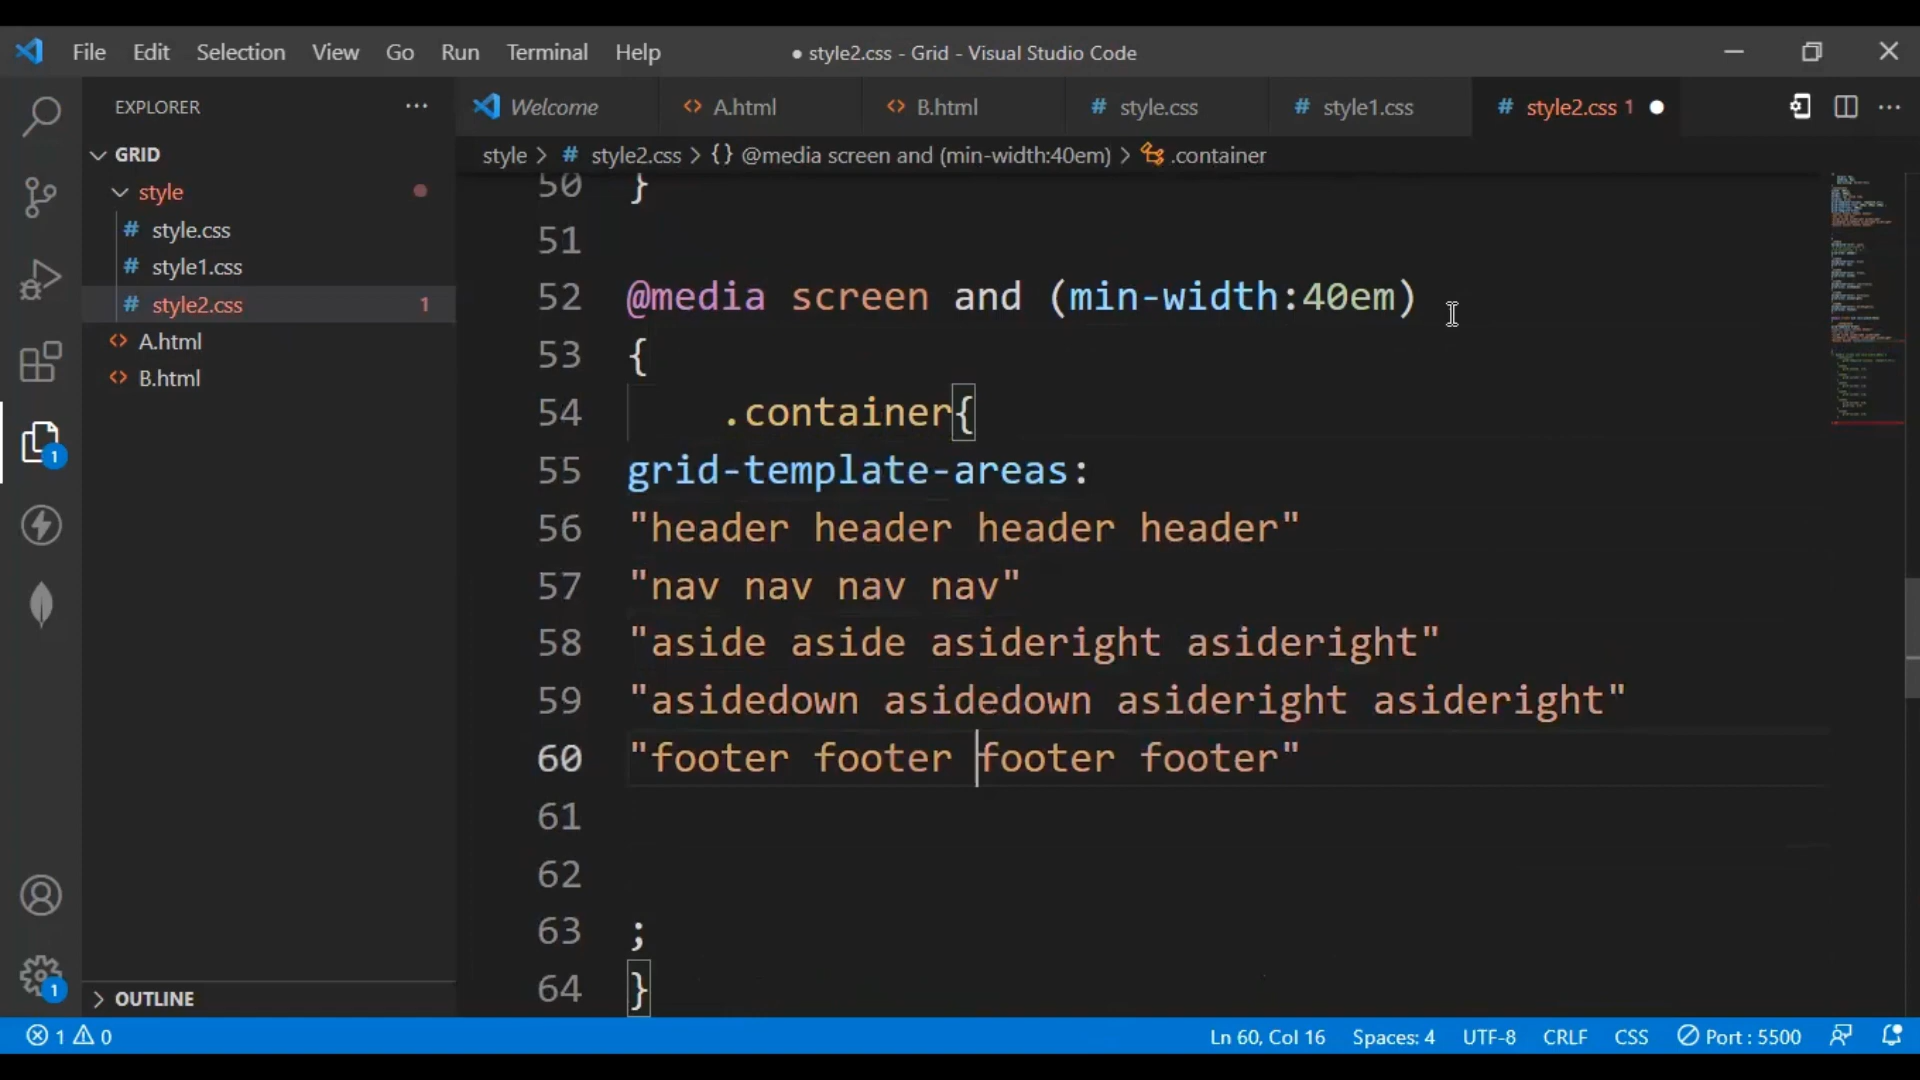 File Edit Selection View Go Run Terminal Help ● style2.css - Grid - Visual Studio Code
EXPLORER ··· Welcome <> A.html <> B.html # style.css # style1.css # style2.css 1 ● ···
GRID
style > # style2.css > {} @media screen and (min-width:40em) > .container
style
# style.css
# style1.css
# style2.css 1
<> A.html
<> B.html
50 }
51
52 @media screen and (min-width:40em)
53 {
54 .container{
55 grid-template-areas:
56 "header header header header"
57 "nav nav nav nav"
58 "aside aside asideright asideright"
59 "asidedown asidedown asideright asideright"
60 "footer footer footer footer"
61
62
63 ;
64 }
1
1
> OUTLINE
1 0 Ln 60, Col 16 Spaces: 4 UTF-8 CRLF CSS Port : 5500